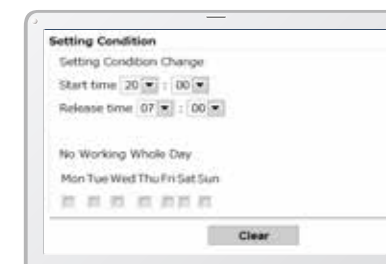 Setting Condition
Setting Condition Change
Start time 20 : 00
Release time 07 : 00
No Working Whole Day
Mon Tue Wed Thu Fri Sat Sun
Clear